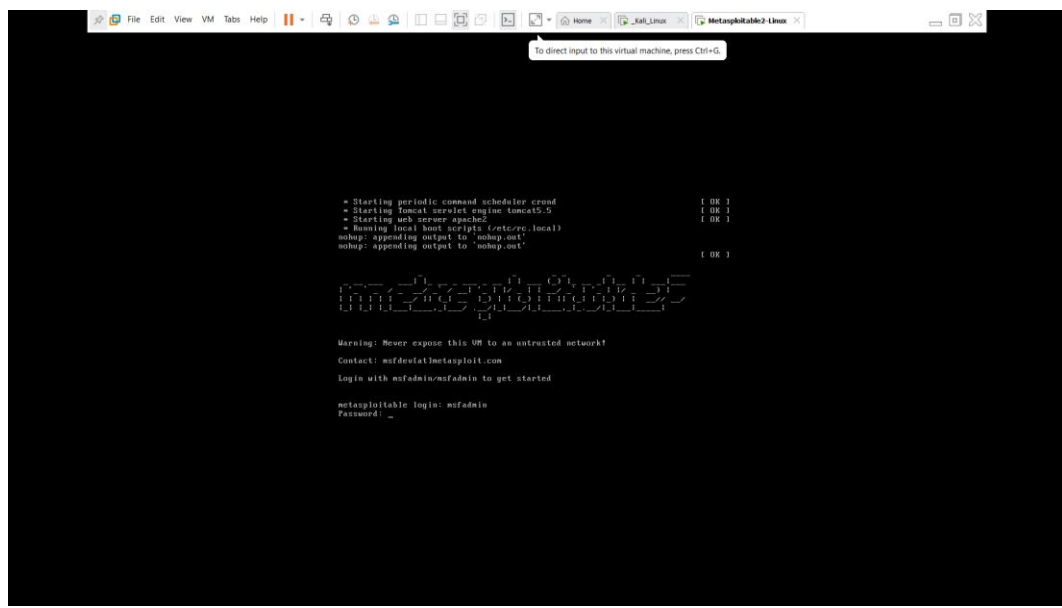 File Edit View VM Tabs Help Home _Kali_Linux Metasploitable2-Linux
To direct input to this virtual machine, press Ctrl+G.
* Starting periodic command scheduler crond [ OK ]
* Starting Tomcat servlet engine tomcat5.5 [ OK ]
* Starting web server apache2 [ OK ]
* Running local boot scripts (/etc/rc.local)
nohup: appending output to `nohup.out'
nohup: appending output to `nohup.out'
[ OK ]
metasploitable2
Warning: Never expose this VM to an untrusted network!
Contact: msfdev[at]metasploit.com
Login with msfadmin/msfadmin to get started
metasploitable login: msfadmin
Password: _